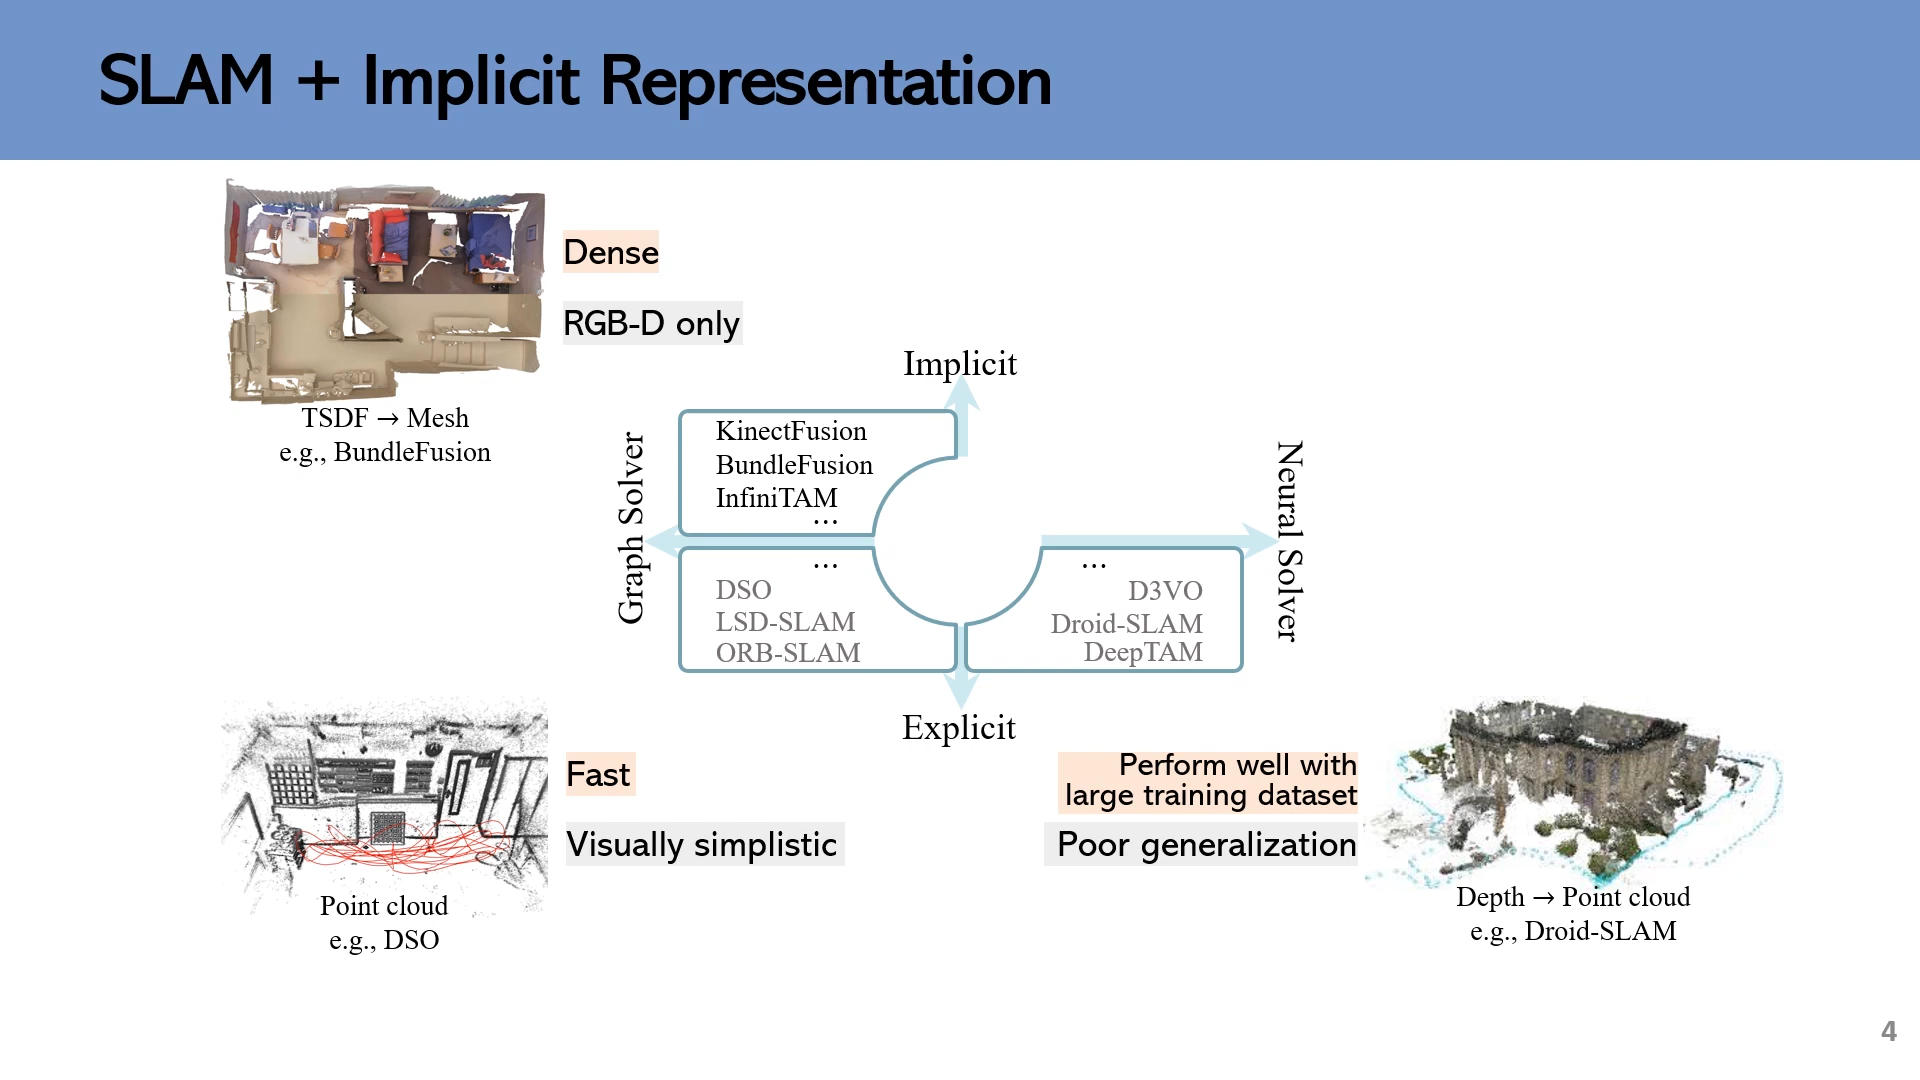 SLAM + Implicit Representation
Dense
RGB-D only
TSDF → Mesh
e.g., BundleFusion
Implicit
Graph Solver
Neural Solver
KinectFusion
BundleFusion
InfiniTAM
...
...
DSO
LSD-SLAM
ORB-SLAM
...
D3VO
Droid-SLAM
DeepTAM
Explicit
Fast
Visually simplistic
Point cloud
e.g., DSO
Perform well with
large training dataset
Poor generalization
Depth → Point cloud
e.g., Droid-SLAM
4